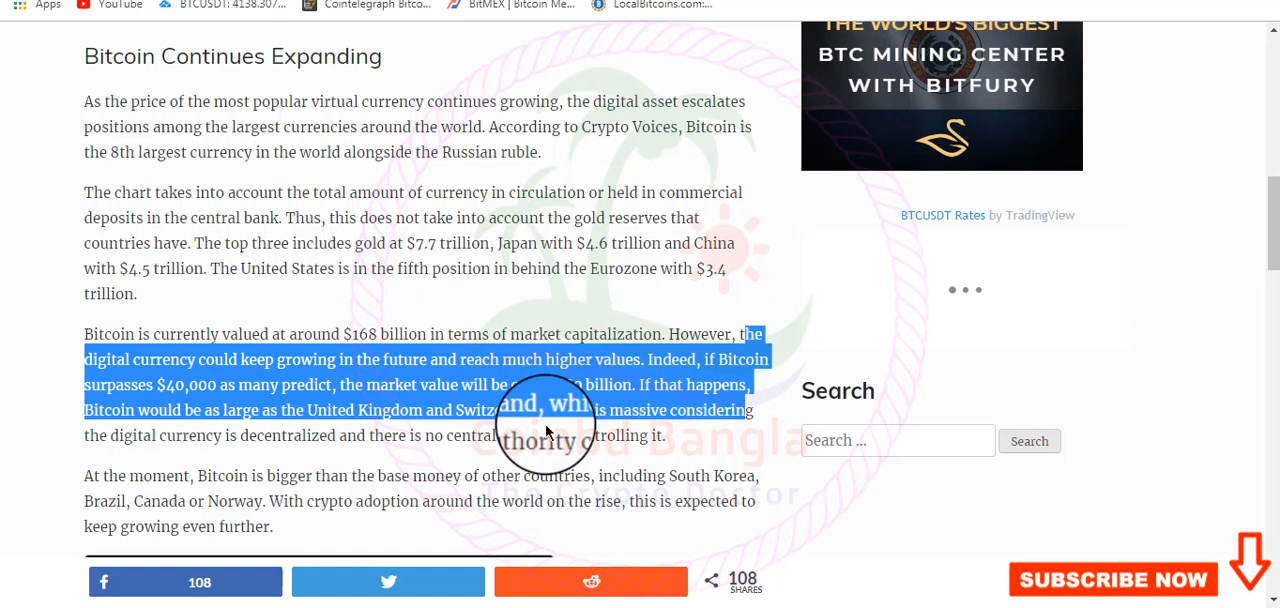 Apps YouTube BTCUSDT: 4138.307... Cointelegraph Bitco... BitMEX | Bitcoin Me... LocalBitcoins.com:...
Bitcoin Continues Expanding
As the price of the most popular virtual currency continues growing, the digital asset escalates
positions among the largest currencies around the world. According to Crypto Voices, Bitcoin is
the 8th largest currency in the world alongside the Russian ruble.
The chart takes into account the total amount of currency in circulation or held in commercial
deposits in the central bank. Thus, this does not take into account the gold reserves that
countries have. The top three includes gold at $7.7 trillion, Japan with $4.6 trillion and China
with $4.5 trillion. The United States is in the fifth position in behind the Eurozone with $3.4
trillion.
Bitcoin is currently valued at around $168 billion in terms of market capitalization. However, the
digital currency could keep growing in the future and reach much higher values. Indeed, if Bitcoin
surpasses $40,000 as many predict, the market value will be billion. If that happens,
Bitcoin would be as large as the United Kingdom and Switz and, whi is massive considering
the digital currency is decentralized and there is no central thority c trolling it.
At the moment, Bitcoin is bigger than the base money of other countries, including South Korea,
Brazil, Canada or Norway. With crypto adoption around the world on the rise, this is expected to
keep growing even further.
108
108
SHARES
THE WORLD'S BIGGEST
BTC MINING CENTER
WITH BITFURY
BTCUSDT Rates by TradingView
Search
Search ... Search
Coinbd Bangla
The Crypto Doctor
SUBSCRIBE NOW